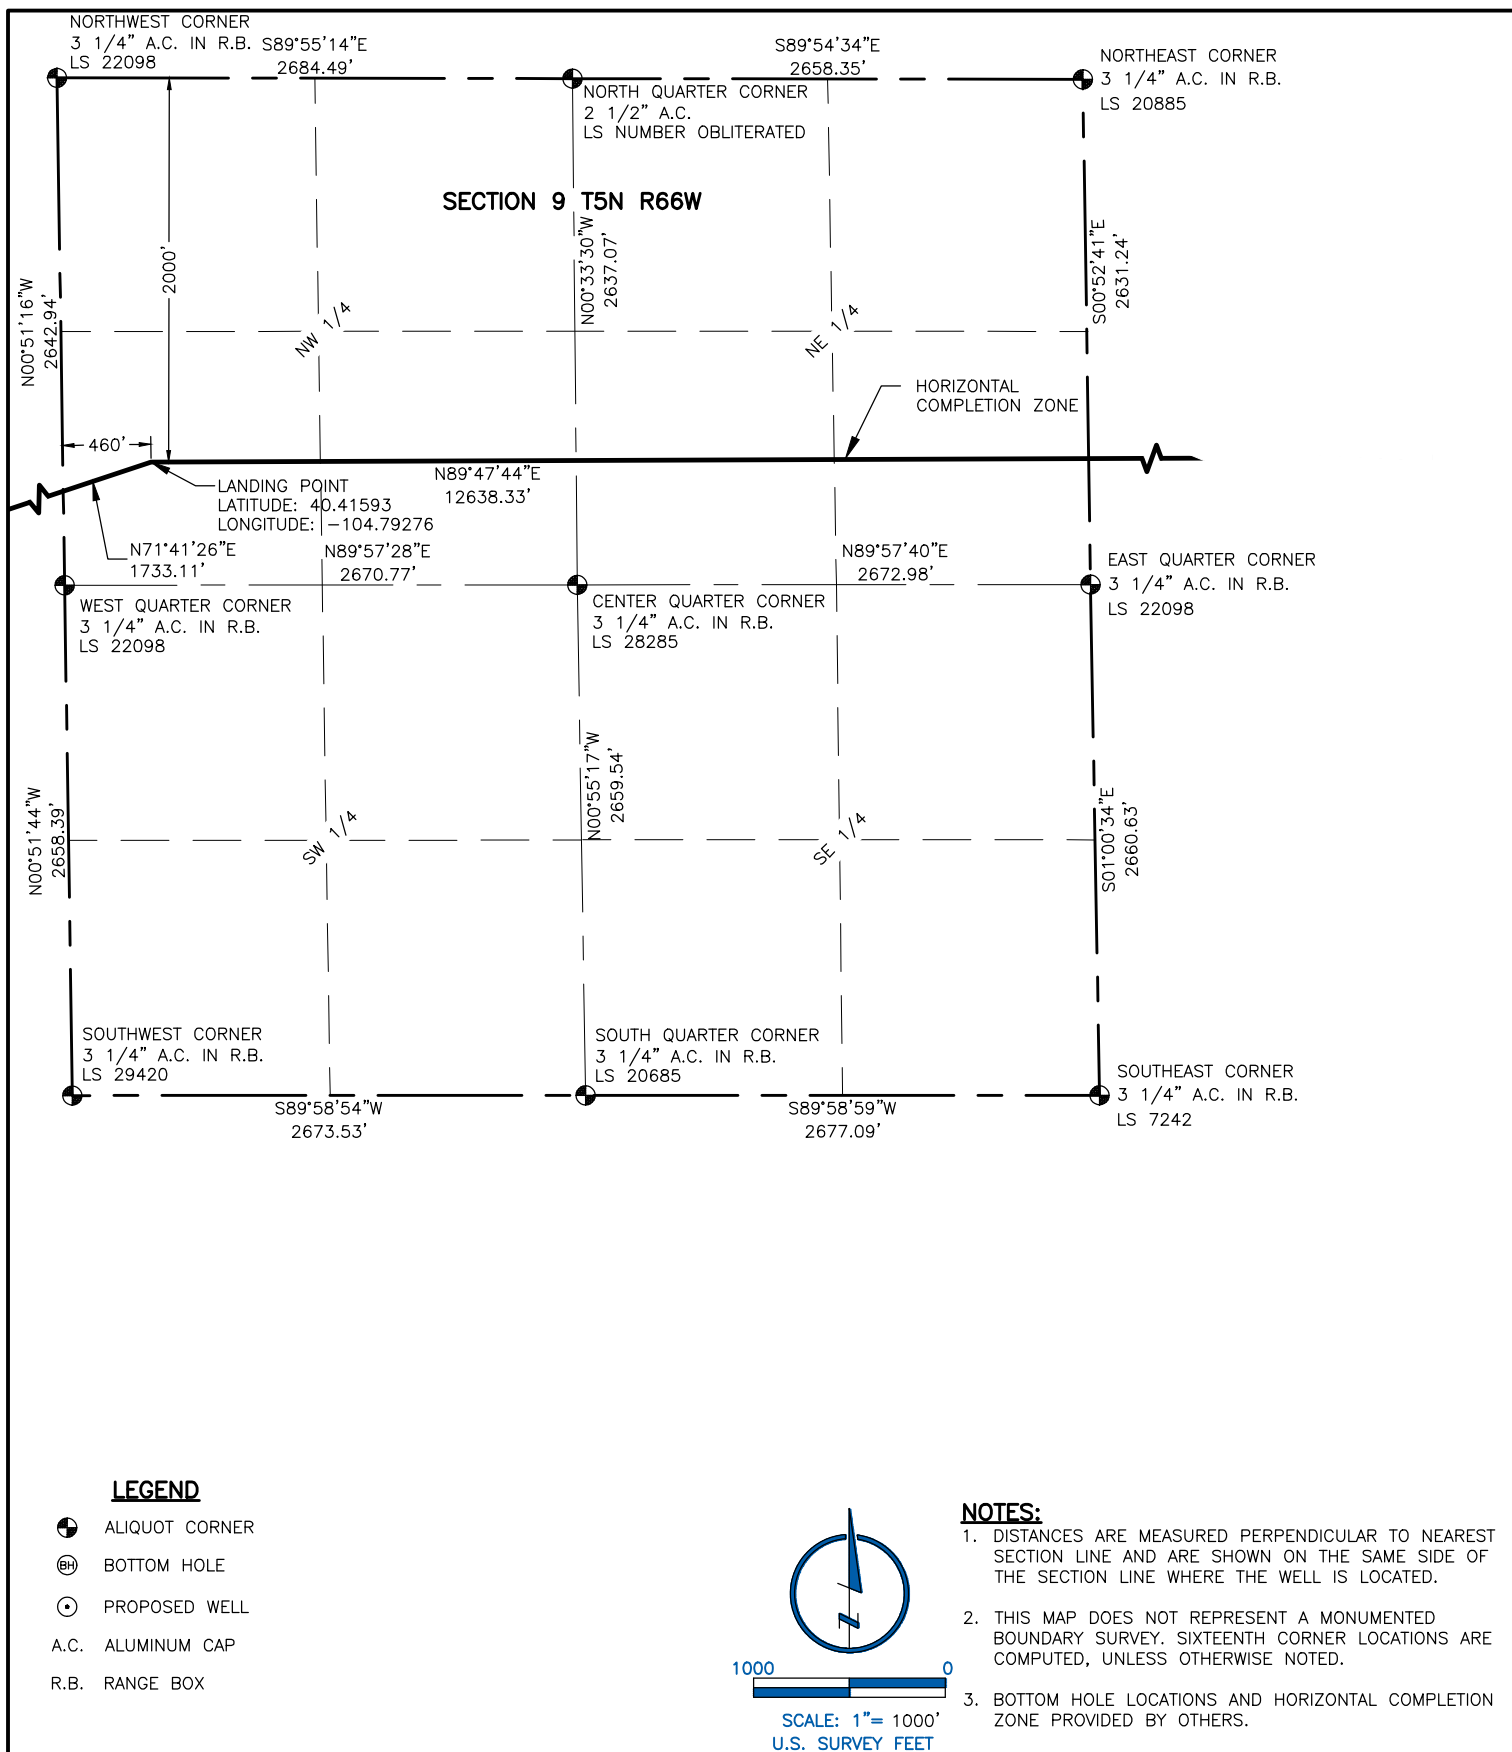 NORTHWEST CORNER
3 1/4” A.C. IN R.B.
LS 22098
S89°55’14”E
2684.49’
S89°54’34”E
2658.35’
NORTHEAST CORNER
3 1/4” A.C. IN R.B.
LS 20885
NORTH QUARTER CORNER
2 1/2” A.C.
LS NUMBER OBLITERATED
SECTION 9 T5N R66W
N00°51’16”W
2642.94’
2000’
N00°33’30”W
2637.07’
S00°52’41”E
2631.24’
NW 1/4
NE 1/4
HORIZONTAL
COMPLETION ZONE
460’
N89°47’44”E
12638.33’
LANDING POINT
LATITUDE: 40.41593
LONGITUDE: −104.79276
N71°41’26”E
1733.11’
N89°57’28”E
2670.77’
N89°57’40”E
2672.98’
EAST QUARTER CORNER
3 1/4” A.C. IN R.B.
LS 22098
WEST QUARTER CORNER
3 1/4” A.C. IN R.B.
LS 22098
CENTER QUARTER CORNER
3 1/4” A.C. IN R.B.
LS 28285
N00°51’44”W
2658.39’
N00°55’17”W
2659.54’
S01°00’34”E
2660.63’
SW 1/4
SE 1/4
SOUTHWEST CORNER
3 1/4” A.C. IN R.B.
LS 29420
SOUTH QUARTER CORNER
3 1/4” A.C. IN R.B.
LS 20685
SOUTHEAST CORNER
3 1/4” A.C. IN R.B.
LS 7242
S89°58’54”W
2673.53’
S89°58’59”W
2677.09’
LEGEND
ALIQUOT CORNER
BH BOTTOM HOLE
PROPOSED WELL
A.C. ALUMINUM CAP
R.B. RANGE BOX
N
1000 0
SCALE: 1”= 1000’
U.S. SURVEY FEET
NOTES:
1. DISTANCES ARE MEASURED PERPENDICULAR TO NEAREST
SECTION LINE AND ARE SHOWN ON THE SAME SIDE OF
THE SECTION LINE WHERE THE WELL IS LOCATED.
2. THIS MAP DOES NOT REPRESENT A MONUMENTED
BOUNDARY SURVEY. SIXTEENTH CORNER LOCATIONS ARE
COMPUTED, UNLESS OTHERWISE NOTED.
3. BOTTOM HOLE LOCATIONS AND HORIZONTAL COMPLETION
ZONE PROVIDED BY OTHERS.